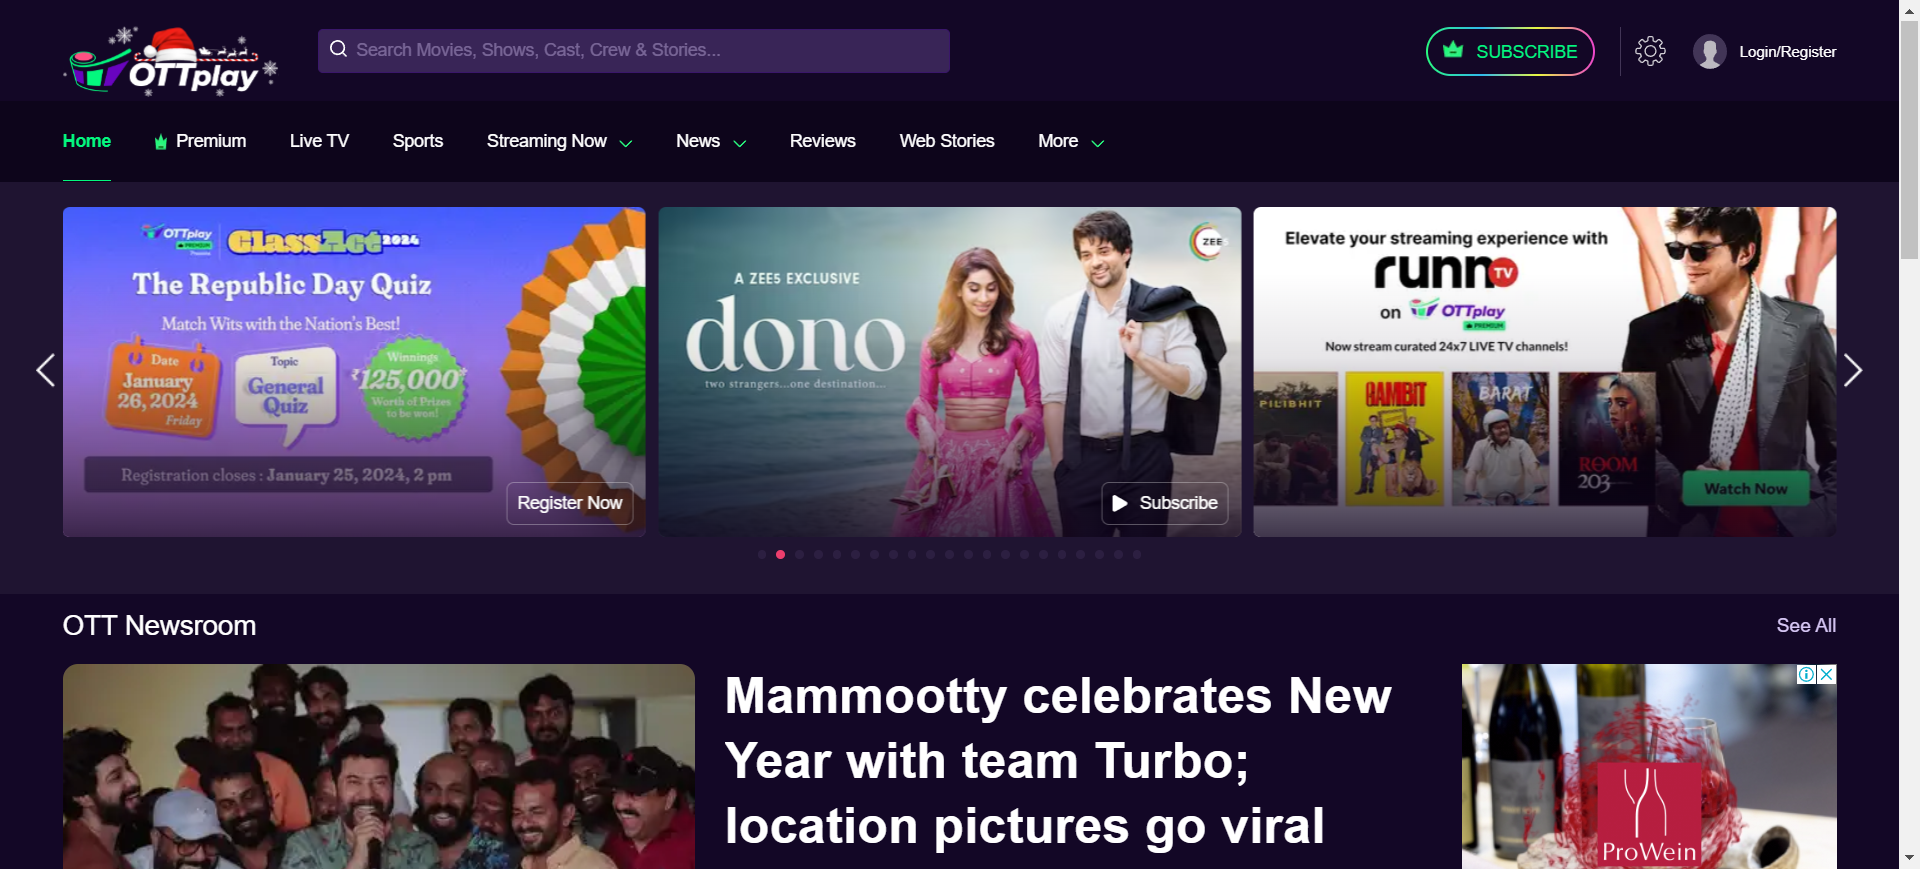 OTTplay
Search Movies, Shows, Cast, Crew & Stories...
SUBSCRIBE
Login/Register
Home
Premium
Live TV
Sports
Streaming Now
News
Reviews
Web Stories
More
OTTplay
PREMIUM
Presents
ClassAce 2024
The Republic Day Quiz
Match Wits with the Nation's Best!
Date
January
26, 2024
Friday
Topic
General
Quiz
Winnings
₹125,000*
Worth of Prizes
to be won!
Registration closes : January 25, 2024, 2 pm
Register Now
ZEE5
A ZEE5 EXCLUSIVE
dono
two strangers...one destination...
Subscribe
Elevate your streaming experience with
runn TV
on OTTplay
PREMIUM
Now stream curated 24x7 LIVE TV channels!
PILIBHIT
GAMBIT
BARAT
ROOM
203
Watch Now
OTT Newsroom
See All
Mammootty celebrates New
Year with team Turbo;
location pictures go viral
ProWein